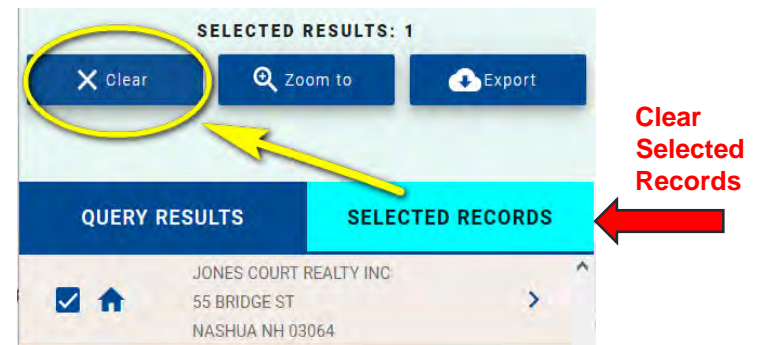 SELECTED RESULTS: 1
Clear
Zoom to
Export
Clear
Selected
Records
QUERY RESULTS
SELECTED RECORDS
JONES COURT REALTY INC
55 BRIDGE ST
NASHUA NH 03064